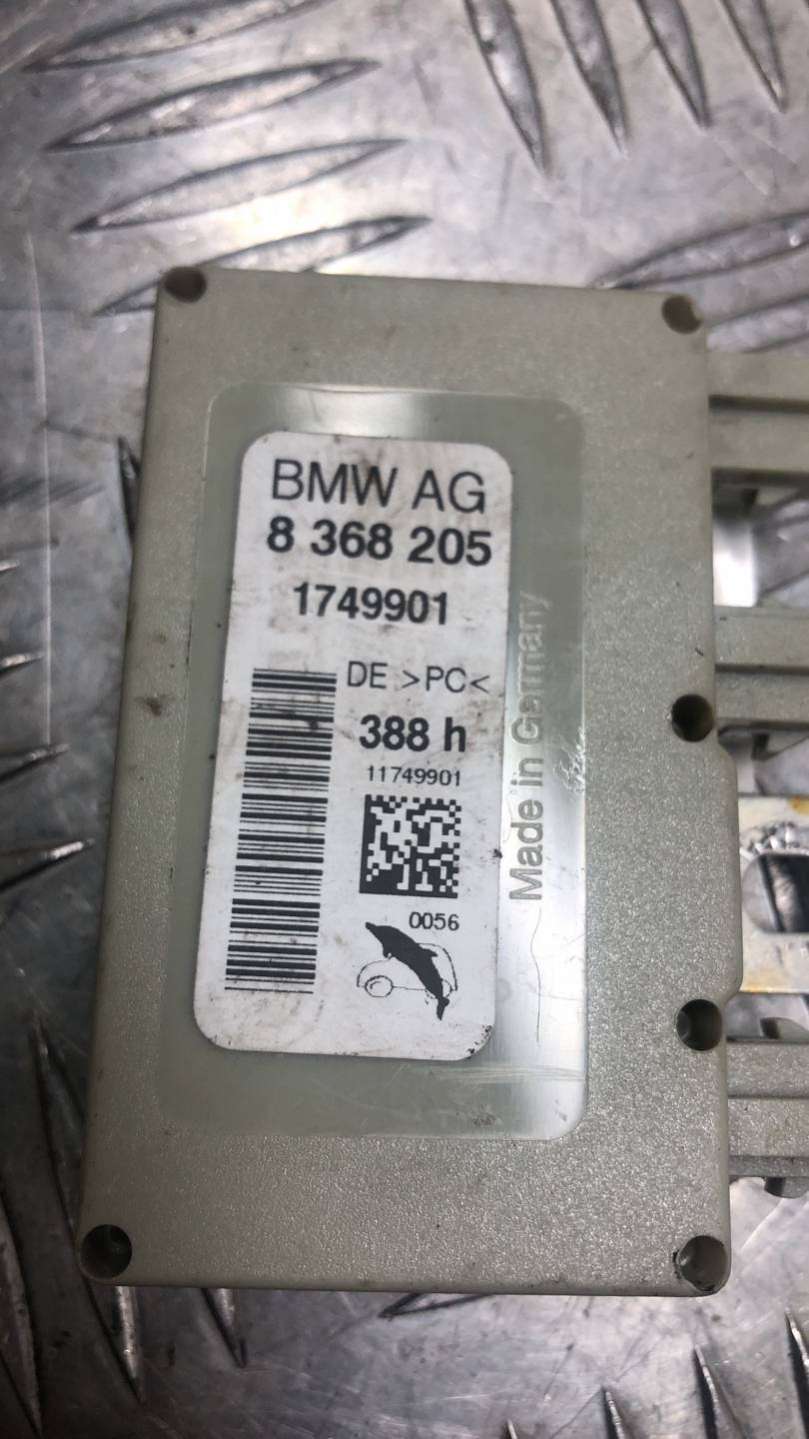 BMW AG
8 368 205
1749901
DE >PC<
388 h
11749901
0056
Made in Germany